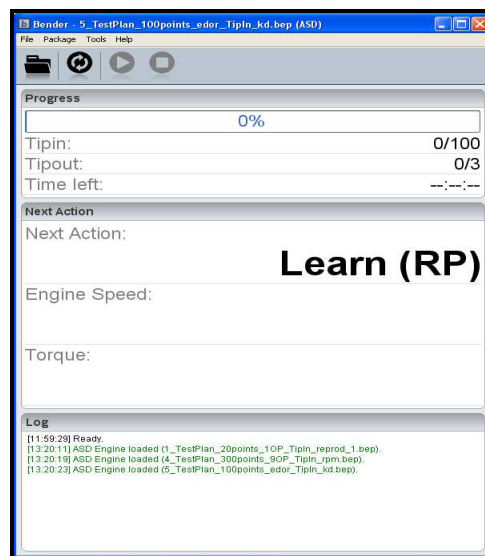 Bender - 5_TestPlan_100points_edor_TipIn_kd.bep (ASD)
File Package Tools Help
Progress
0%
Tipin: 0/100
Tipout: 0/3
Time left: --:--:--
Next Action
Next Action:
Learn (RP)
Engine Speed:
Torque:
Log
[11:59:29] Ready.
[13:20:11] ASD Engine loaded (1_TestPlan_20points_1OP_TipIn_reprod_1.bep).
[13:20:19] ASD Engine loaded (4_TestPlan_300points_9OP_TipIn_rpm.bep).
[13:20:23] ASD Engine loaded (5_TestPlan_100points_edor_TipIn_kd.bep).